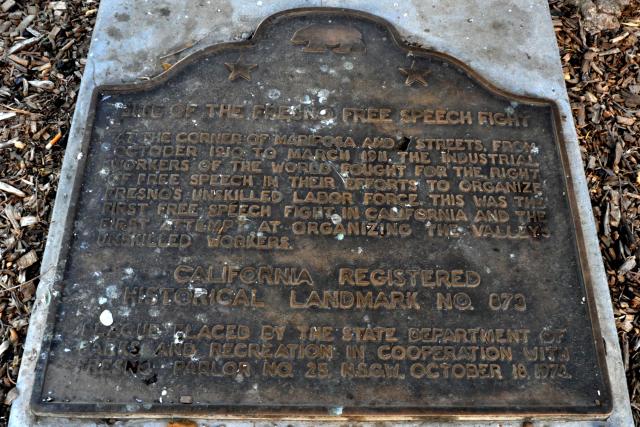 SITE OF THE FRESNO FREE SPEECH FIGHT
AT THE CORNER OF MARIPOSA AND STREETS, FROM
OCTOBER 1910 TO MARCH 1911, THE INDUSTRIAL
WORKERS OF THE WORLD FOUGHT FOR THE RIGHT
OF FREE SPEECH IN THEIR EFFORTS TO ORGANIZE
FRESNO'S UNSKILLED LABOR FORCE. THIS WAS THE
FIRST FREE SPEECH FIGHT IN CALIFORNIA AND THE
FIRST ATTEMPT AT ORGANIZING THE VALLEY'S
UNSKILLED WORKERS.
CALIFORNIA REGISTERED
HISTORICAL LANDMARK NO. 873
PLAQUE PLACED BY THE STATE DEPARTMENT OF
PARKS AND RECREATION IN COOPERATION WITH
FRESNO PARLOR NO. 25, N.S.G.W. OCTOBER 18, 1974.